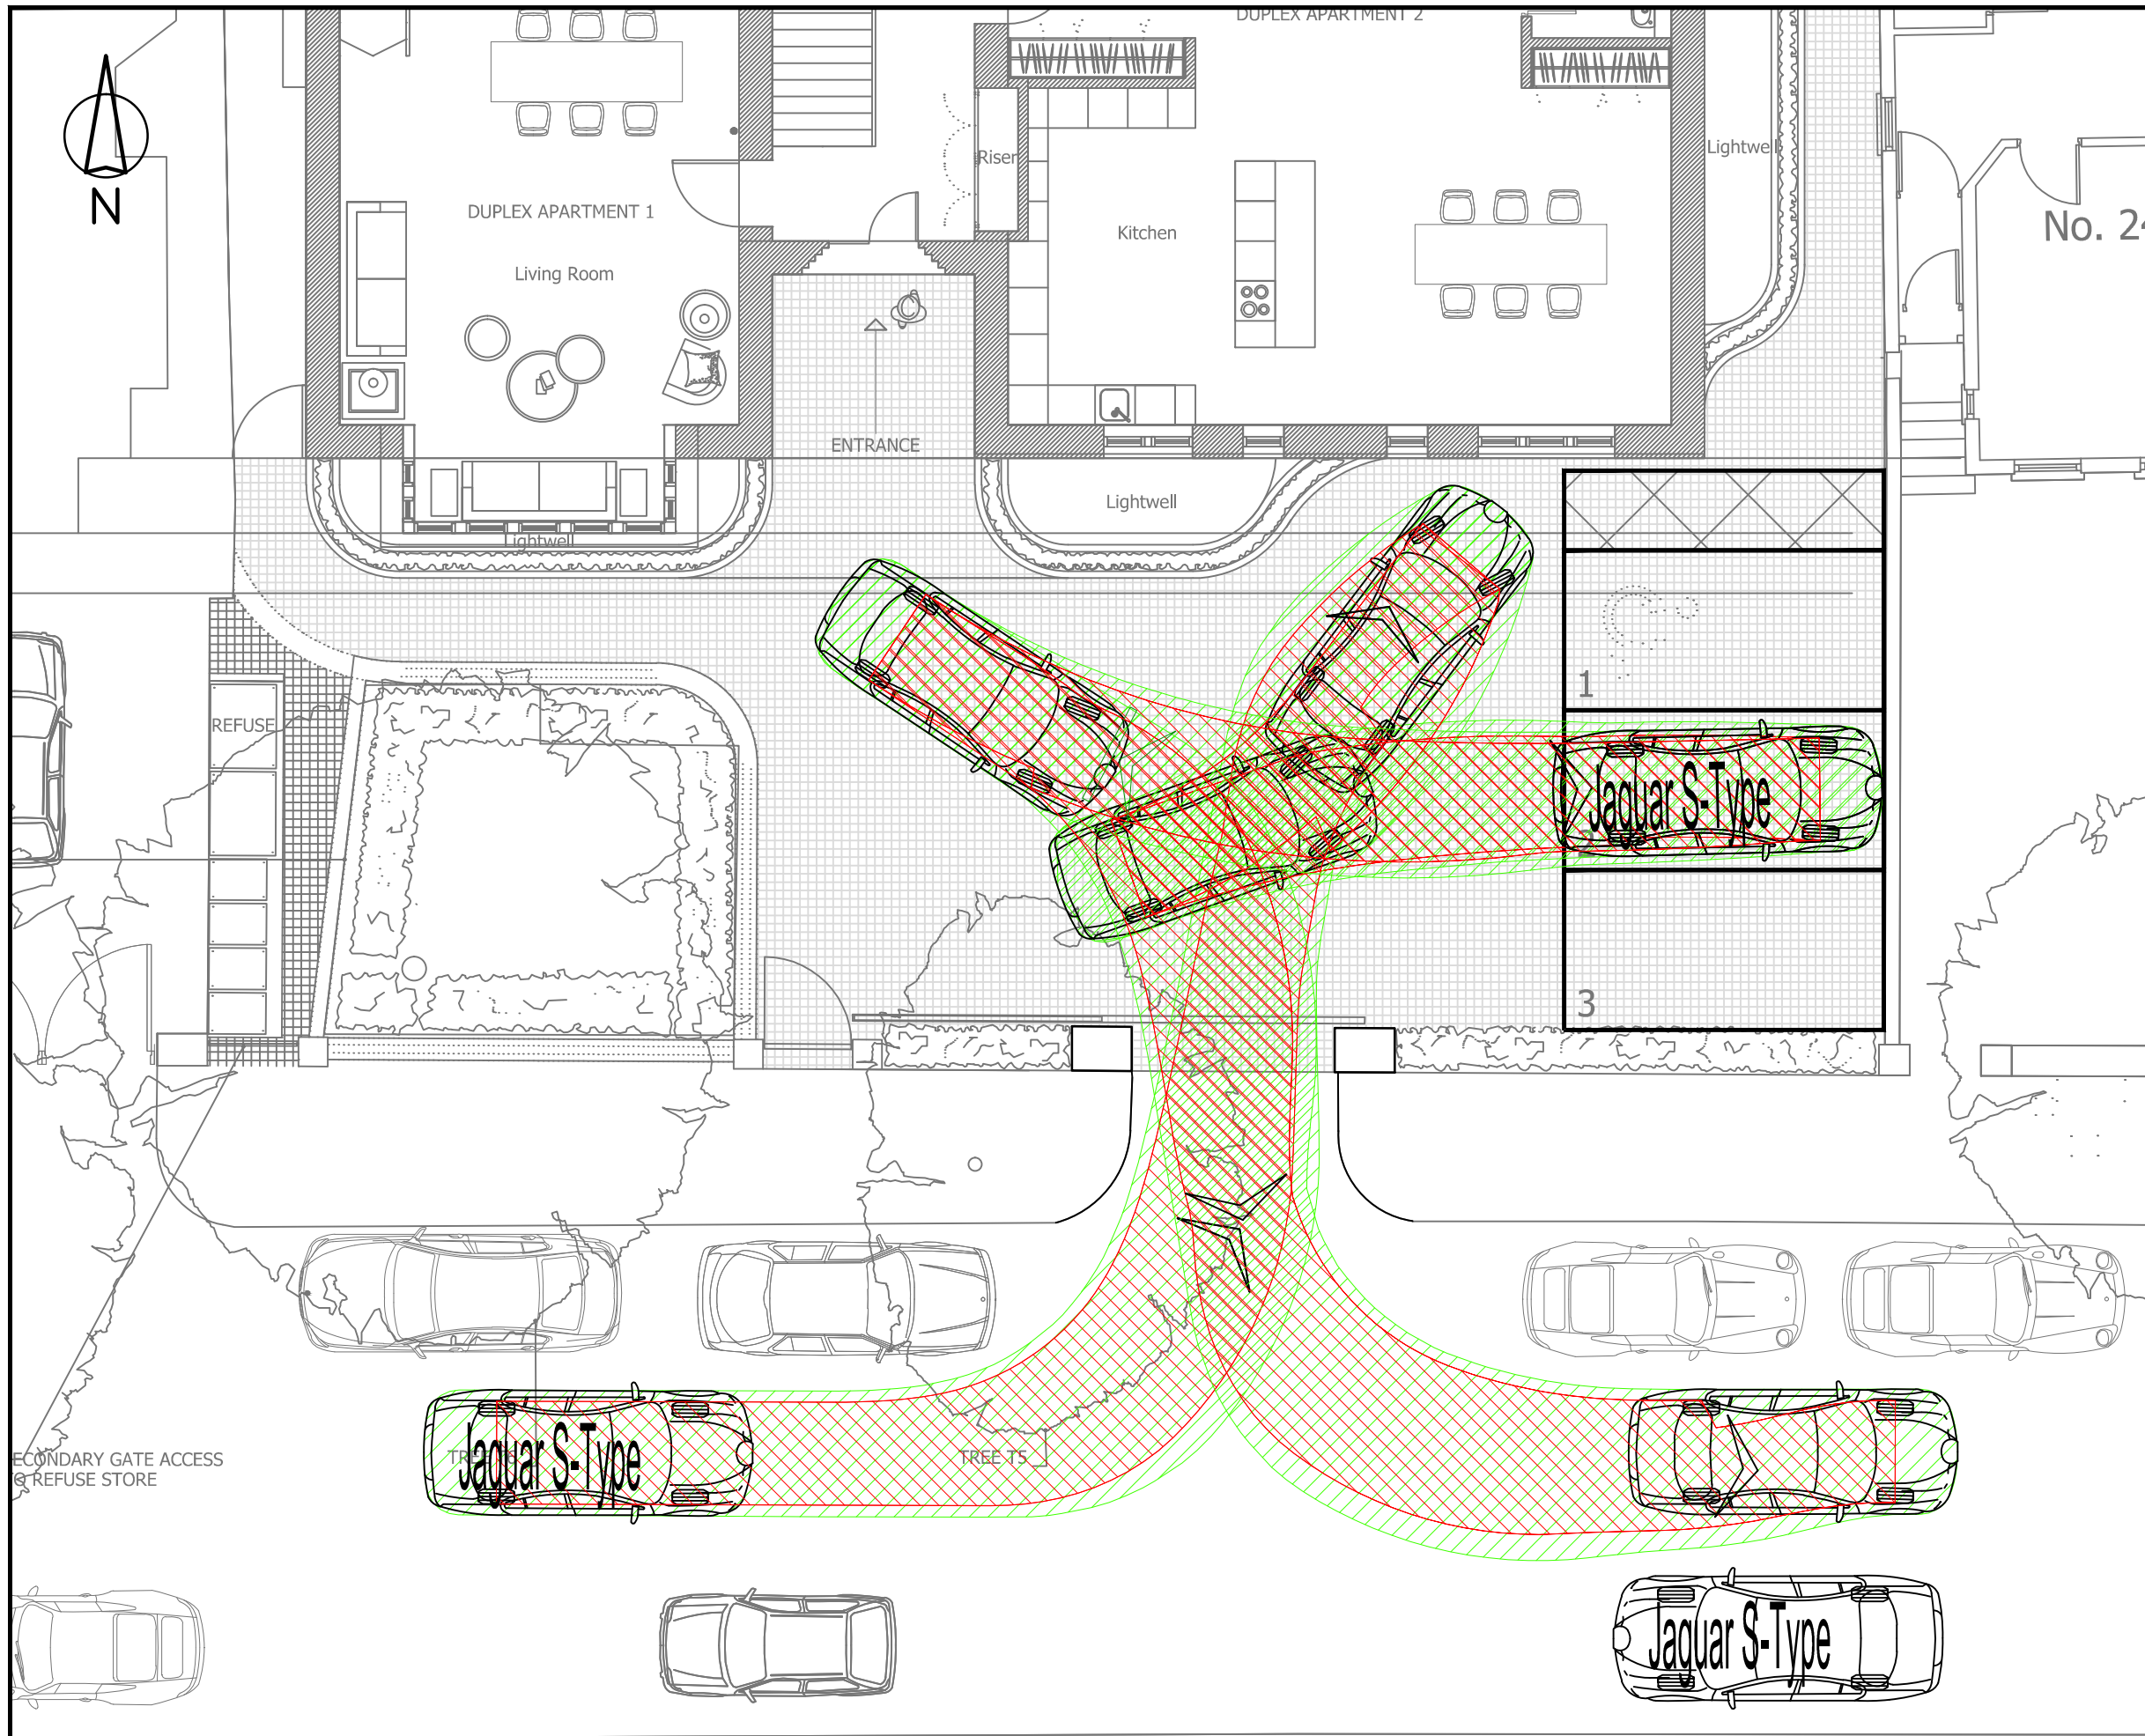 DUPLEX APARTMENT 2
N
Riser
Lightwell
DUPLEX APARTMENT 1
No. 24
Kitchen
Living Room
ENTRANCE
Lightwell
Lightwell
1
REFUSE
Jaguar S-Type
2
3
ECONDARY GATE ACCESS
O REFUSE STORE
Jaguar S-Type
TREE T5
Jaguar S-Type